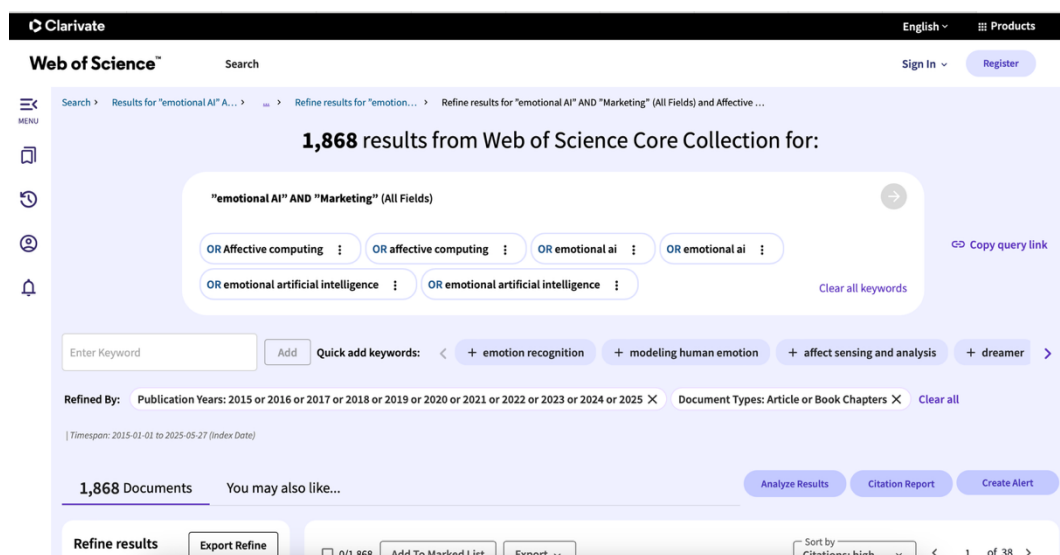 Clarivate
English
Products
Web of Science™
Search
Sign In
Register
MENU
Search > Results for "emotional AI" A... > ... > Refine results for "emotion... > Refine results for "emotional AI" AND "Marketing" (All Fields) and Affective ...
1,868 results from Web of Science Core Collection for:
"emotional AI" AND "Marketing" (All Fields)
OR Affective computing
OR affective computing
OR emotional ai
OR emotional ai
Copy query link
OR emotional artificial intelligence
OR emotional artificial intelligence
Clear all keywords
Enter Keyword
Add
Quick add keywords:
+ emotion recognition
+ modeling human emotion
+ affect sensing and analysis
+ dreamer
Refined By:
Publication Years: 2015 or 2016 or 2017 or 2018 or 2019 or 2020 or 2021 or 2022 or 2023 or 2024 or 2025 ✕
Document Types: Article or Book Chapters ✕
Clear all
| Timespan: 2015-01-01 to 2025-05-27 (Index Date)
1,868 Documents
You may also like...
Analyze Results
Citation Report
Create Alert
Refine results
Export Refine
0/1,868
Add To Marked List
Export
Sort by
Citations: high
1 of 38